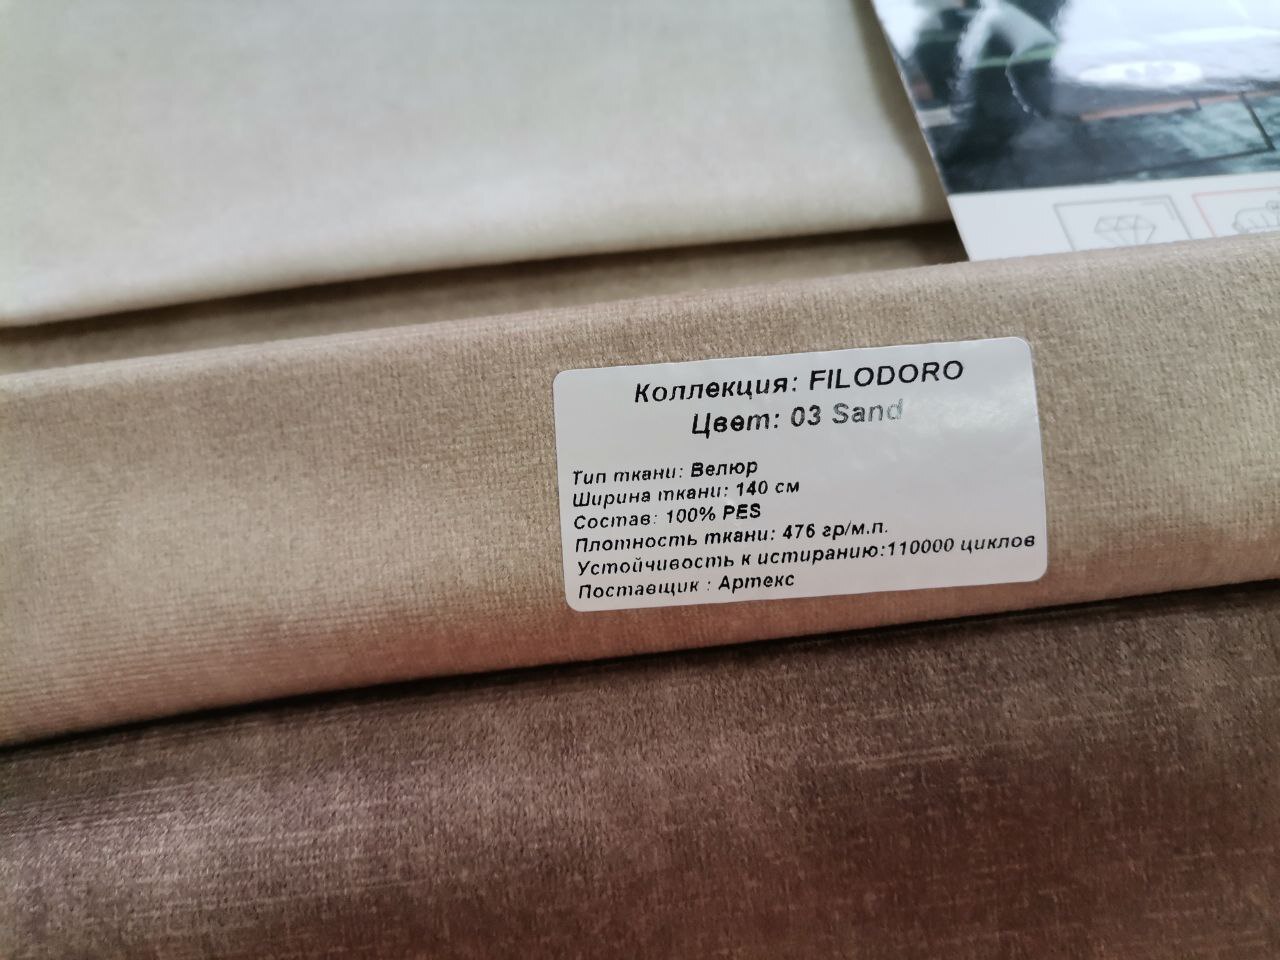 Коллекция: FILODORO
Цвет: 03 Sand
Тип ткани: Велюр
Ширина ткани: 140 см
Состав: 100% PES
Плотность ткани: 476 гр/м.п.
Устойчивость к истиранию:110000 циклов
Поставщик : Артекс